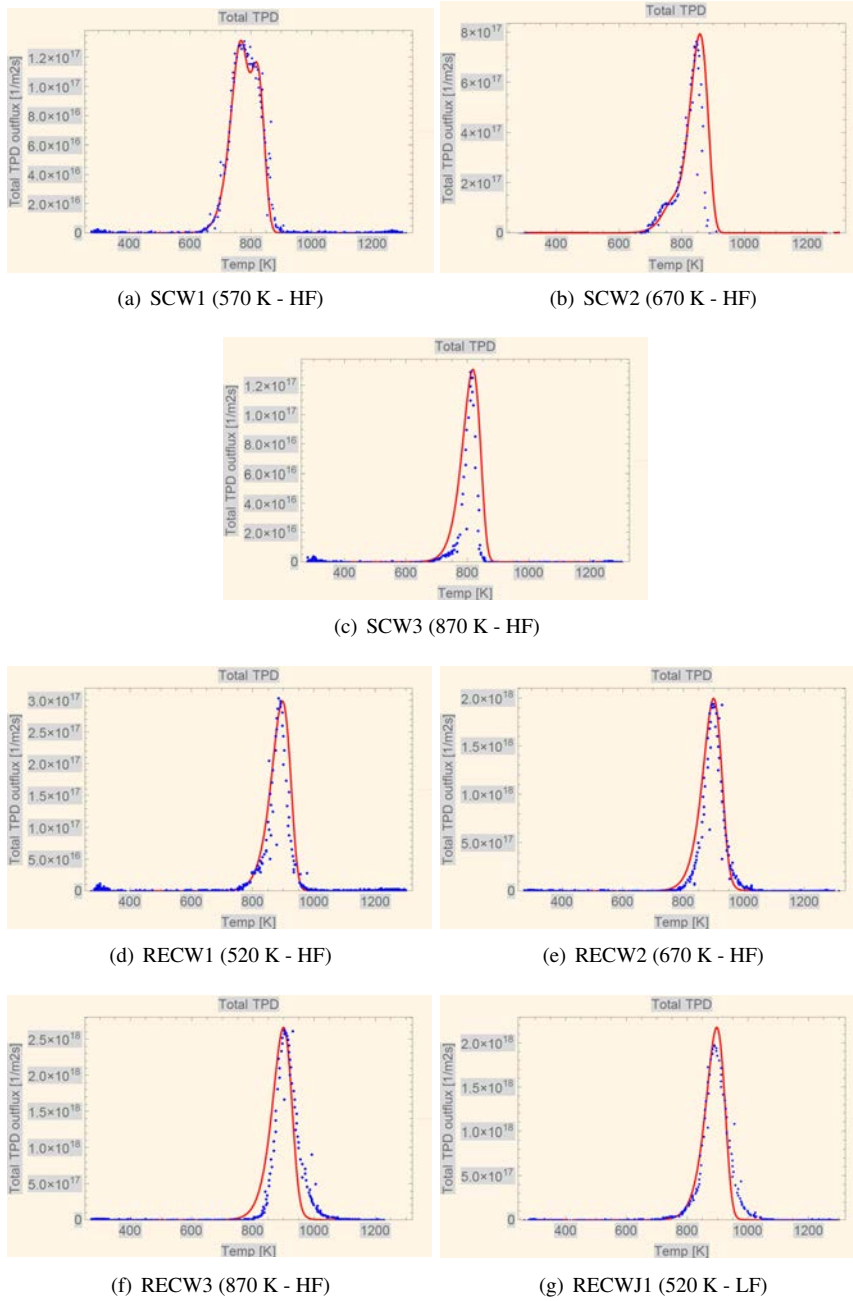 Total TPD
Total TPD outflux [1/m2s]
1.2×10^17
1.0×10^17
8.0×10^16
6.0×10^16
4.0×10^16
2.0×10^16
0
400 600 800 1000 1200
Temp [K]
(a) SCW1 (570 K - HF)
Total TPD
Total TPD outflux [1/m2s]
8×10^17
6×10^17
4×10^17
2×10^17
0
400 600 800 1000 1200
Temp [K]
(b) SCW2 (670 K - HF)
Total TPD
Total TPD outflux [1/m2s]
1.2×10^17
1.0×10^17
8.0×10^16
6.0×10^16
4.0×10^16
2.0×10^16
0
400 600 800 1000 1200
Temp [K]
(c) SCW3 (870 K - HF)
Total TPD
Total TPD outflux [1/m2s]
3.0×10^17
2.5×10^17
2.0×10^17
1.5×10^17
1.0×10^17
5.0×10^16
0
400 600 800 1000 1200
Temp [K]
(d) RECW1 (520 K - HF)
Total TPD
Total TPD outflux [1/m2s]
2.0×10^18
1.5×10^18
1.0×10^18
5.0×10^17
0
400 600 800 1000 1200
Temp [K]
(e) RECW2 (670 K - HF)
Total TPD
Total TPD outflux [1/m2s]
2.5×10^18
2.0×10^18
1.5×10^18
1.0×10^18
5.0×10^17
0
400 600 800 1000 1200
Temp [K]
(f) RECW3 (870 K - HF)
Total TPD
Total TPD outflux [1/m2s]
2.0×10^18
1.5×10^18
1.0×10^18
5.0×10^17
0
400 600 800 1000 1200
Temp [K]
(g) RECWJ1 (520 K - LF)